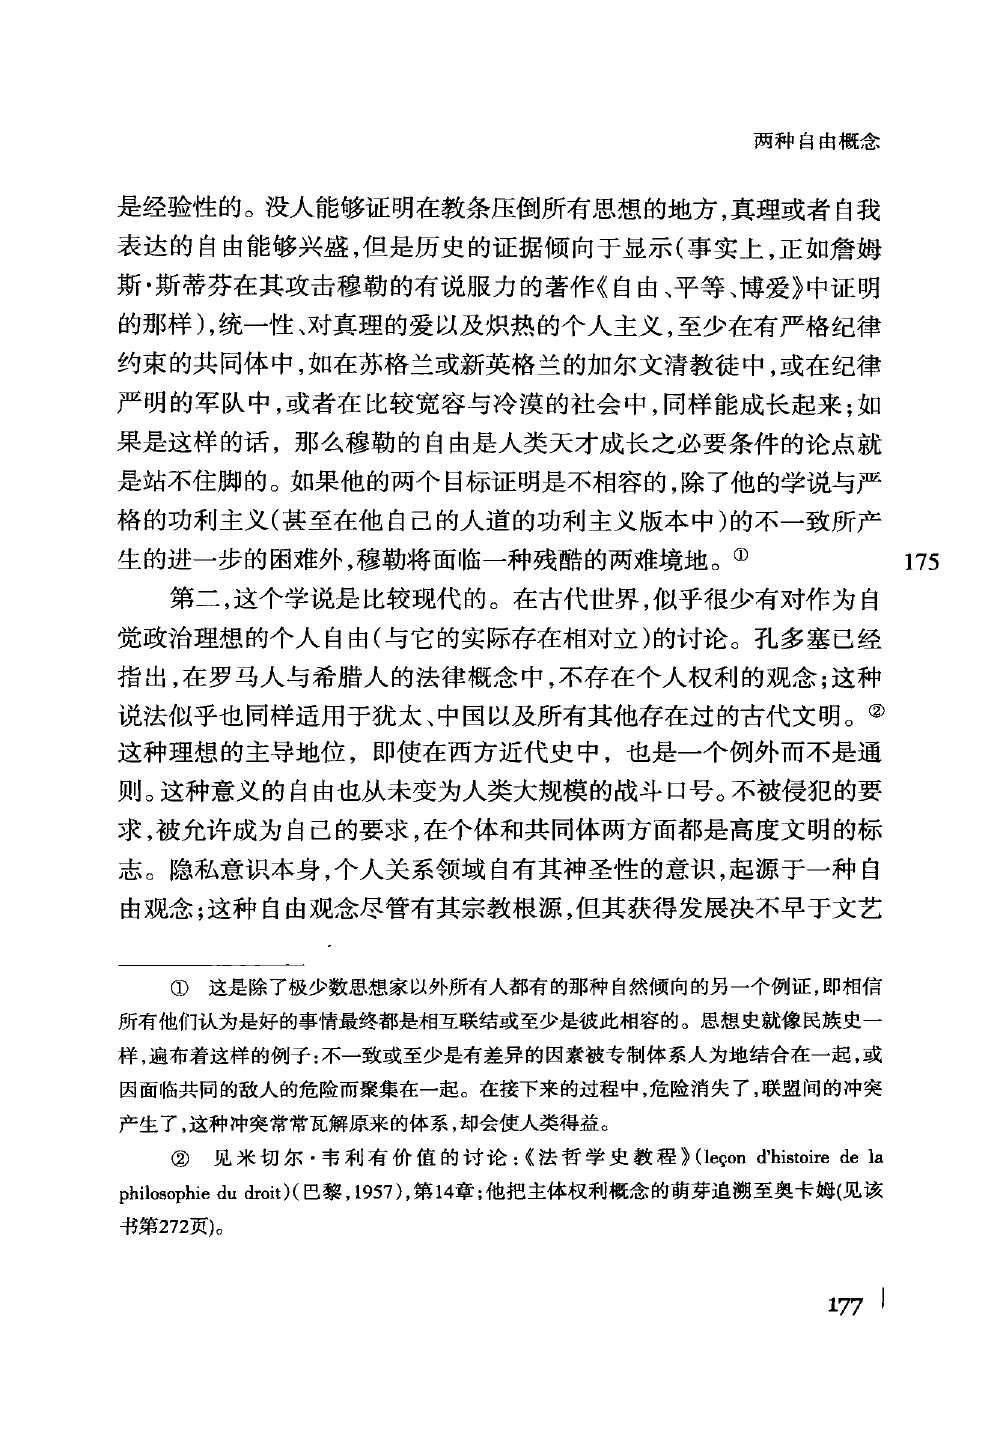 两种自由概念
是经验性的。没人能够证明在教条压倒所有思想的地方,真理或者自我
表达的自由能够兴盛,但是历史的证据倾向于显示(事实上,正如詹姆
斯·斯蒂芬在其攻击穆勒的有说服力的著作《自由、平等、博爱》中证明
的那样),统一性、对真理的爱以及炽热的个人主义,至少在有严格纪律
约束的共同体中,如在苏格兰或新英格兰的加尔文清教徒中,或在纪律
严明的军队中,或者在比较宽容与冷漠的社会中,同样能成长起来;如
果是这样的话,那么穆勒的自由是人类天才成长之必要条件的论点就
是站不住脚的。如果他的两个目标证明是不相容的,除了他的学说与严
格的功利主义(甚至在他自己的人道的功利主义版本中)的不一致所产
生的进一步的困难外,穆勒将面临一种残酷的两难境地。①
175
第二,这个学说是比较现代的。在古代世界,似乎很少有对作为自
觉政治理想的个人自由(与它的实际存在相对立)的讨论。孔多塞已经
指出,在罗马人与希腊人的法律概念中,不存在个人权利的观念;这种
说法似乎也同样适用于犹太、中国以及所有其他存在过的古代文明。②
这种理想的主导地位,即使在西方近代史中,也是一个例外而不是通
则。这种意义的自由也从未变为人类大规模的战斗口号。不被侵犯的要
求,被允许成为自己的要求,在个体和共同体两方面都是高度文明的标
志。隐私意识本身,个人关系领域自有其神圣性的意识,起源于一种自
由观念;这种自由观念尽管有其宗教根源,但其获得发展决不早于文艺
① 这是除了极少数思想家以外所有人都有的那种自然倾向的另一个例证,即相信
所有他们认为是好的事情最终都是相互联结或至少是彼此相容的。思想史就像民族史一
样,遍布着这样的例子:不一致或至少是有差异的因素被专制体系人为地结合在一起,或
因面临共同的敌人的危险而聚集在一起。在接下来的过程中,危险消失了,联盟间的冲突
产生了,这种冲突常常瓦解原来的体系,却会使人类得益。
② 见米切尔·韦利有价值的讨论:《法哲学史教程》(leçon d'histoire de la
philosophie du droit)(巴黎,1957),第14章;他把主体权利概念的萌芽追溯至奥卡姆(见该
书第272页)。
177